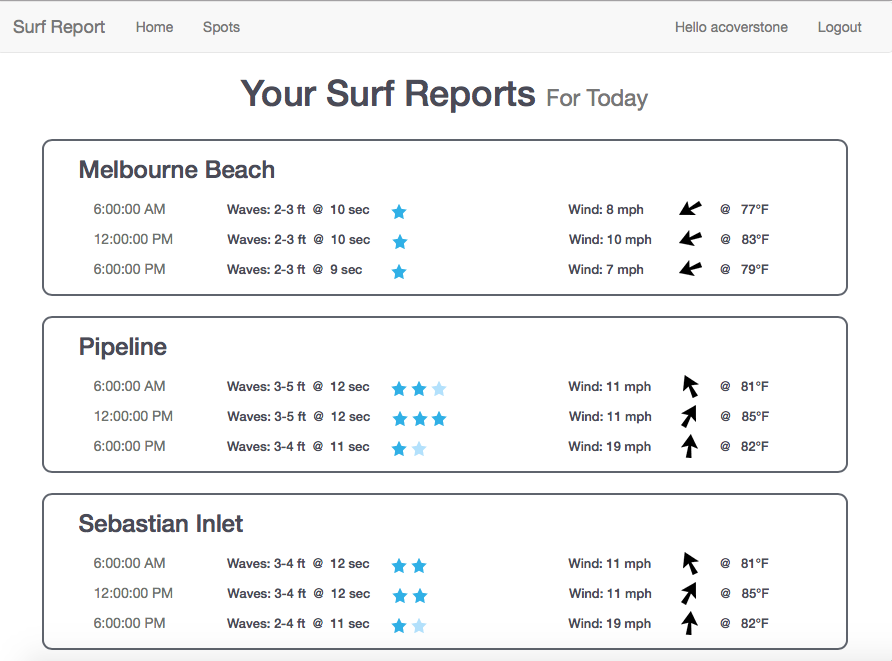 Surf Report Home Spots Hello acoverstone Logout
Your Surf Reports For Today
Melbourne Beach
6:00:00 AM Waves: 2-3 ft @ 10 sec Wind: 8 mph @ 77°F
12:00:00 PM Waves: 2-3 ft @ 10 sec Wind: 10 mph @ 83°F
6:00:00 PM Waves: 2-3 ft @ 9 sec Wind: 7 mph @ 79°F
Pipeline
6:00:00 AM Waves: 3-5 ft @ 12 sec Wind: 11 mph @ 81°F
12:00:00 PM Waves: 3-5 ft @ 12 sec Wind: 11 mph @ 85°F
6:00:00 PM Waves: 3-4 ft @ 11 sec Wind: 19 mph @ 82°F
Sebastian Inlet
6:00:00 AM Waves: 3-4 ft @ 12 sec Wind: 11 mph @ 81°F
12:00:00 PM Waves: 3-4 ft @ 12 sec Wind: 11 mph @ 85°F
6:00:00 PM Waves: 2-4 ft @ 11 sec Wind: 19 mph @ 82°F